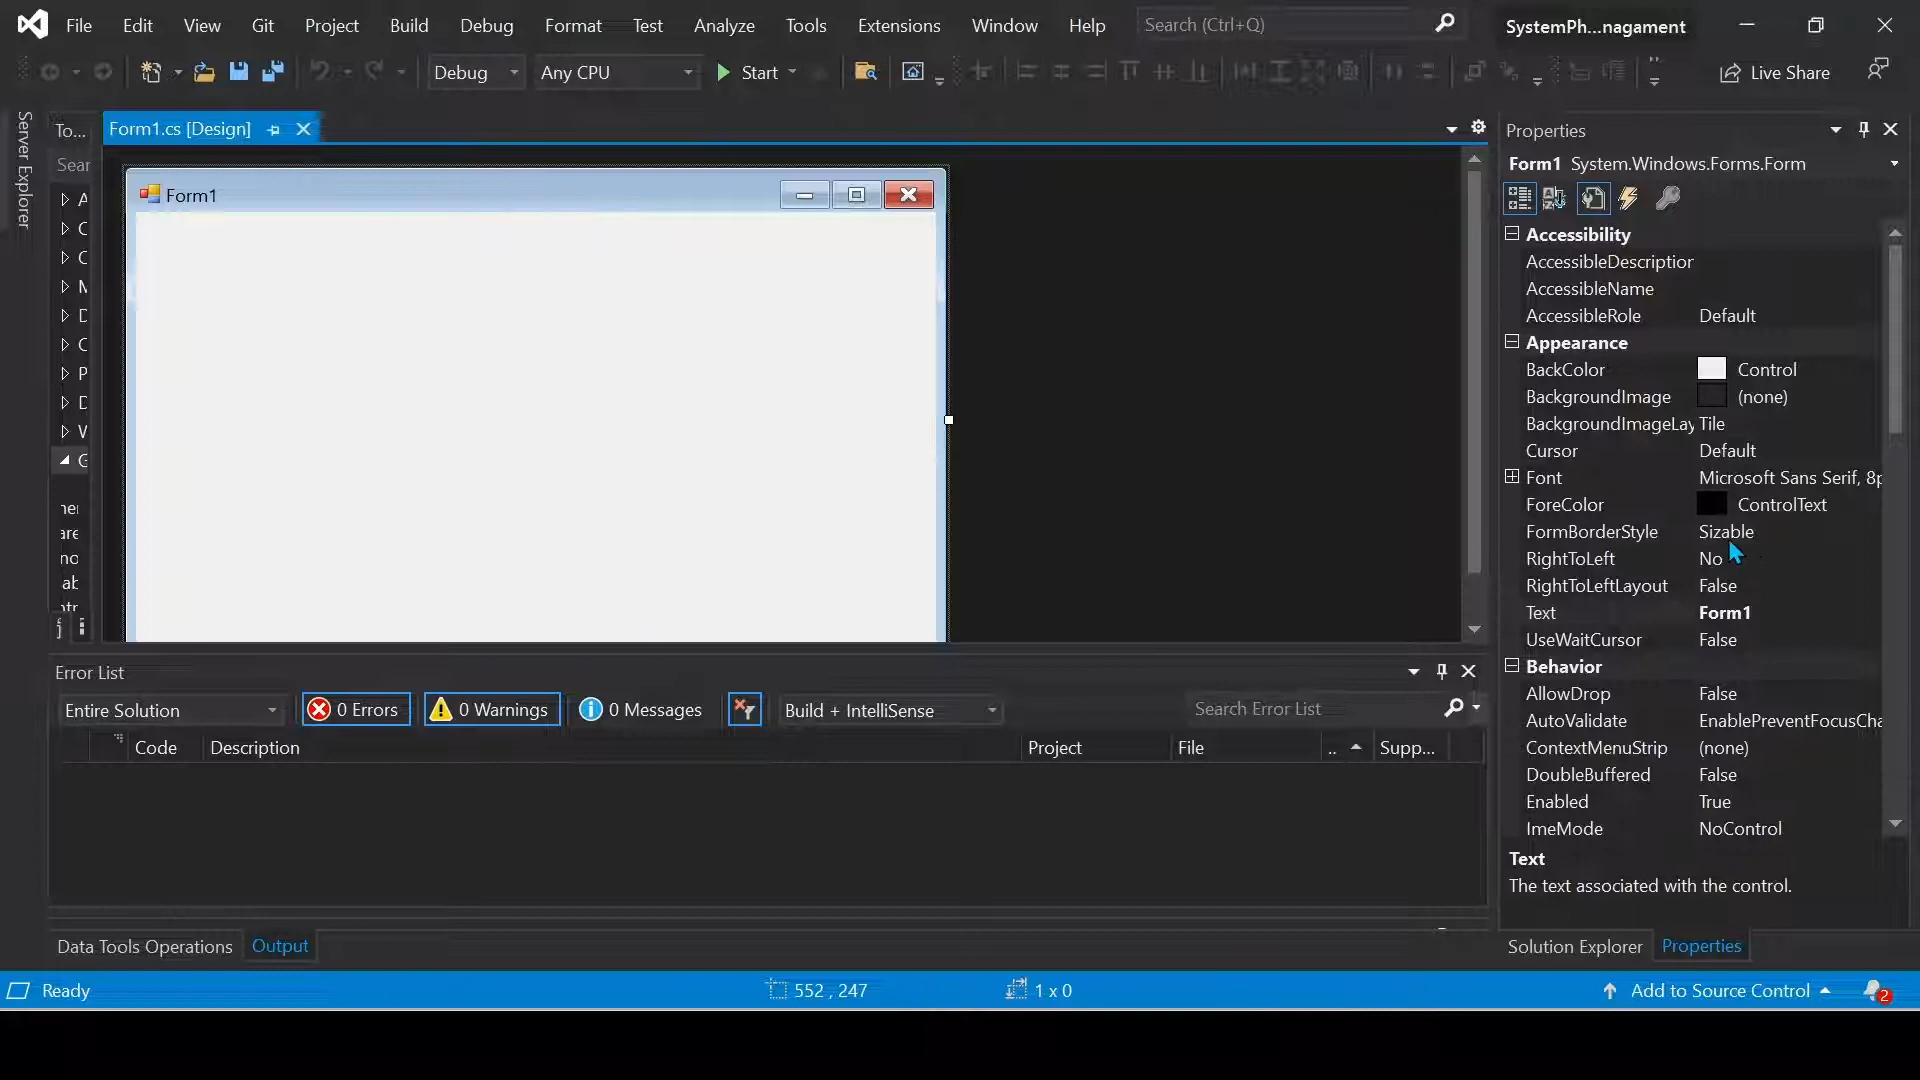 File Edit View Git Project Build Debug Format Test Analyze Tools Extensions Window Help Search (Ctrl+Q) SystemPh...nagament
Debug Any CPU Start Live Share
Server Explorer
To...
Sear
A
C
C
M
D
C
P
D
V
G
Form1.cs [Design]
Form1
Error List
Entire Solution 0 Errors 0 Warnings 0 Messages Build + IntelliSense Search Error List
Code Description Project File .. Supp...
Data Tools Operations Output
Properties
Form1 System.Windows.Forms.Form
Accessibility
AccessibleDescription
AccessibleName
AccessibleRole Default
Appearance
BackColor Control
BackgroundImage (none)
BackgroundImageLay Tile
Cursor Default
Font Microsoft Sans Serif, 8p
ForeColor ControlText
FormBorderStyle Sizable
RightToLeft No
RightToLeftLayout False
Text Form1
UseWaitCursor False
Behavior
AllowDrop False
AutoValidate EnablePreventFocusCha
ContextMenuStrip (none)
DoubleBuffered False
Enabled True
ImeMode NoControl
Text
The text associated with the control.
Solution Explorer Properties
Ready 552 , 247 1 x 0 Add to Source Control 2